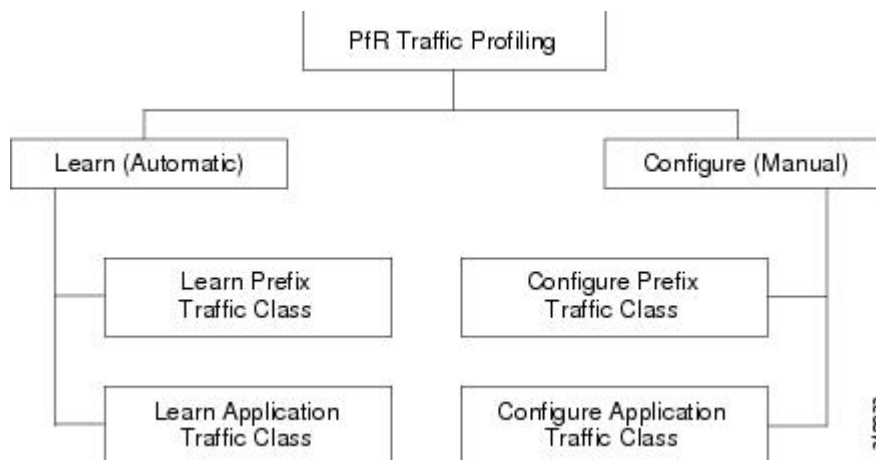 PfR Traffic Profiling
Learn (Automatic)
Configure (Manual)
Learn Prefix
Traffic Class
Configure Prefix
Traffic Class
Learn Application
Traffic Class
Configure Application
Traffic Class